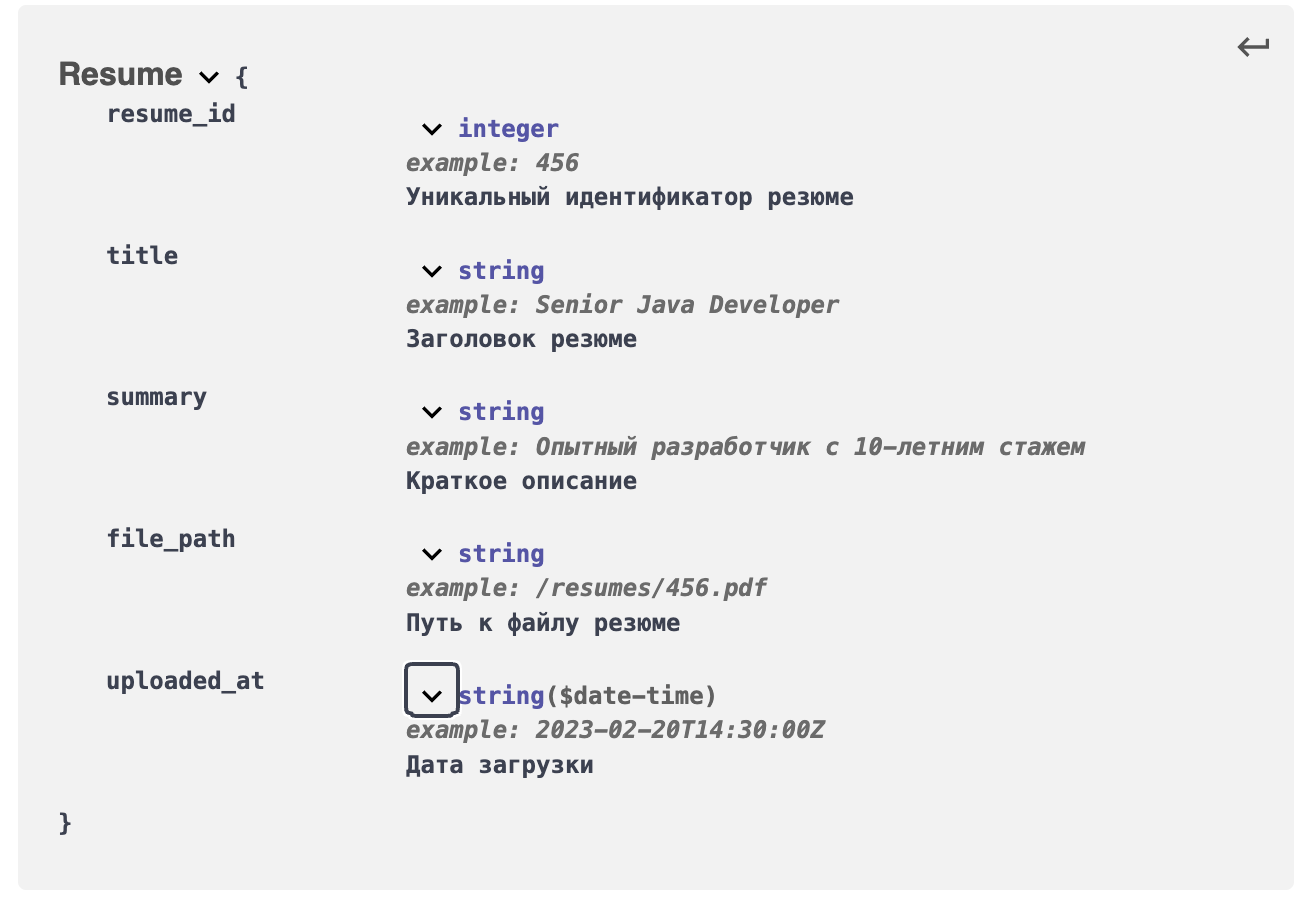 Resume {
resume_id
integer
example: 456
Уникальный идентификатор резюме
title
string
example: Senior Java Developer
Заголовок резюме
summary
string
example: Опытный разработчик с 10-летним стажем
Краткое описание
file_path
string
example: /resumes/456.pdf
Путь к файлу резюме
uploaded_at
string($date-time)
example: 2023-02-20T14:30:00Z
Дата загрузки
}